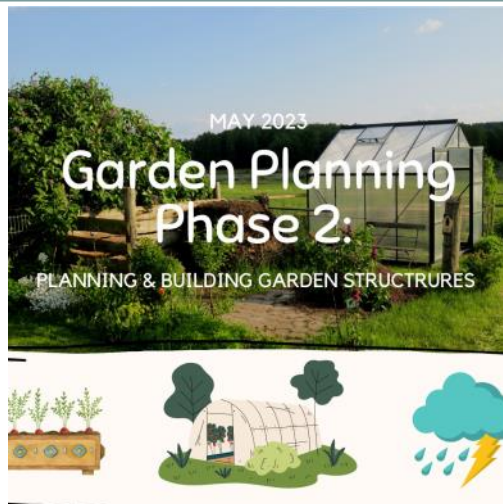 MAY 2023
Garden Planning
Phase 2:
PLANNING & BUILDING GARDEN STRUCTRURES